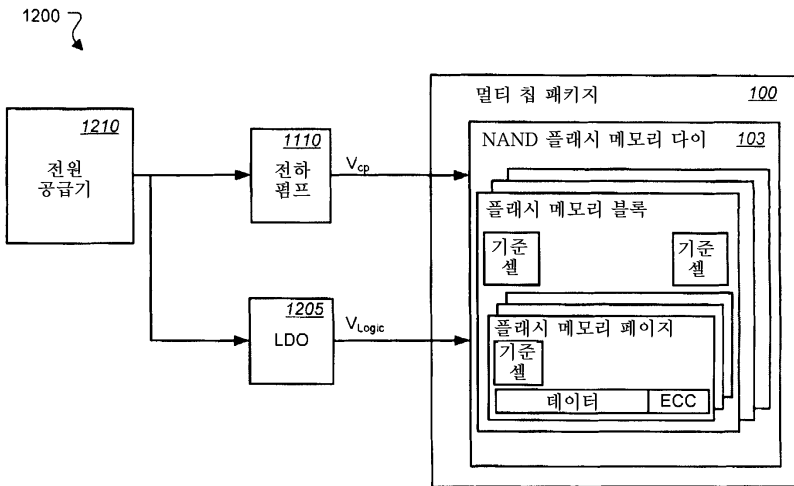 1200
1210
전원
공급기
1110
전하
펌프
Vcp
1205
LDO
VLogic
멀티 칩 패키지 100
NAND 플래시 메모리 다이 103
플래시 메모리 블록
기준
셀
기준
셀
플래시 메모리 페이지
기준
셀
데이터
ECC